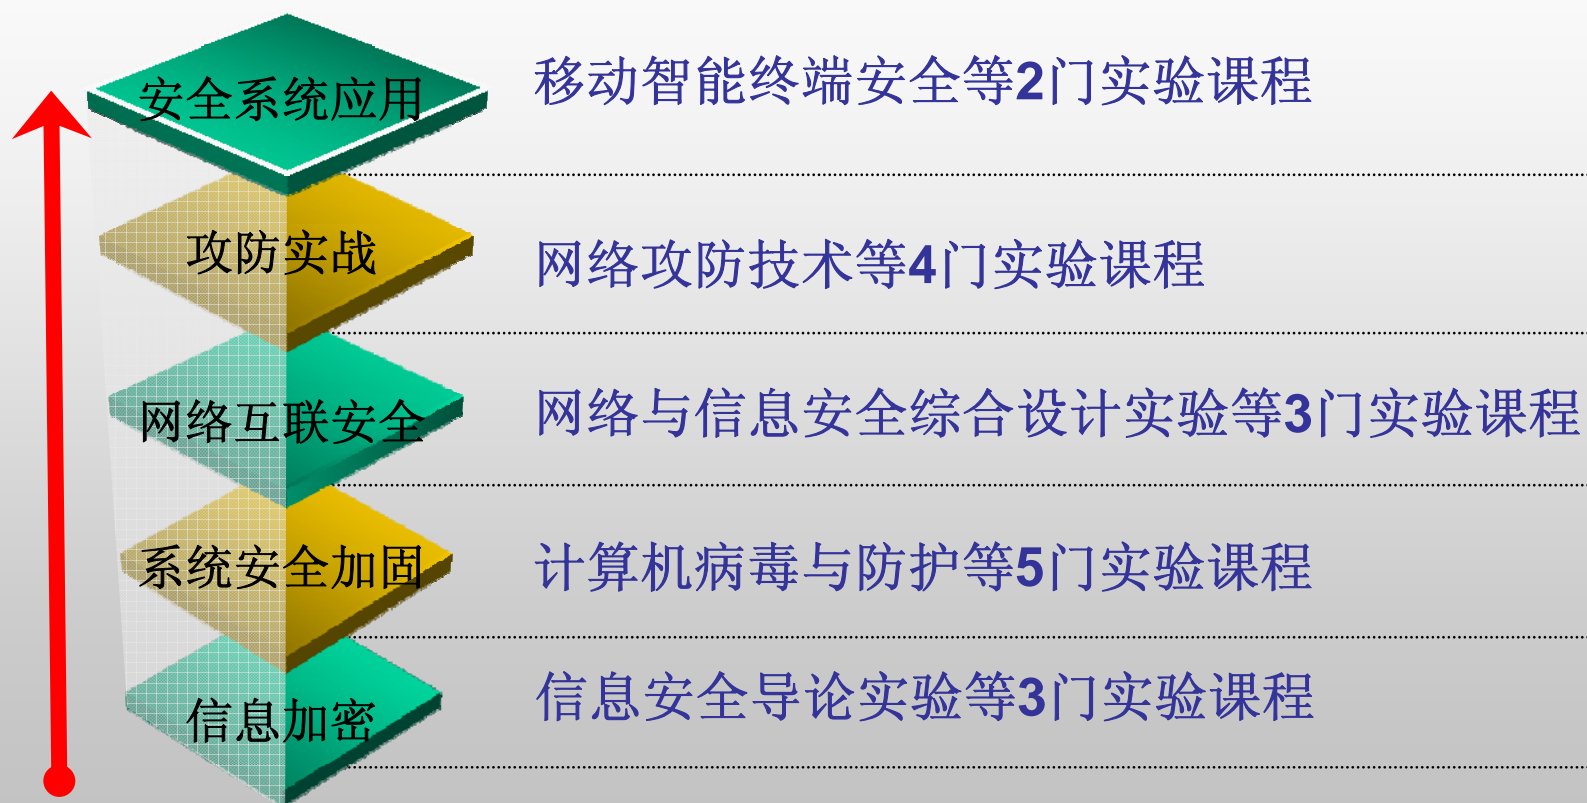 安全系统应用
移动智能终端安全等2门实验课程
攻防实战
网络攻防技术等4门实验课程
网络互联安全
网络与信息安全综合设计实验等3门实验课程
系统安全加固
计算机病毒与防护等5门实验课程
信息加密
信息安全导论实验等3门实验课程